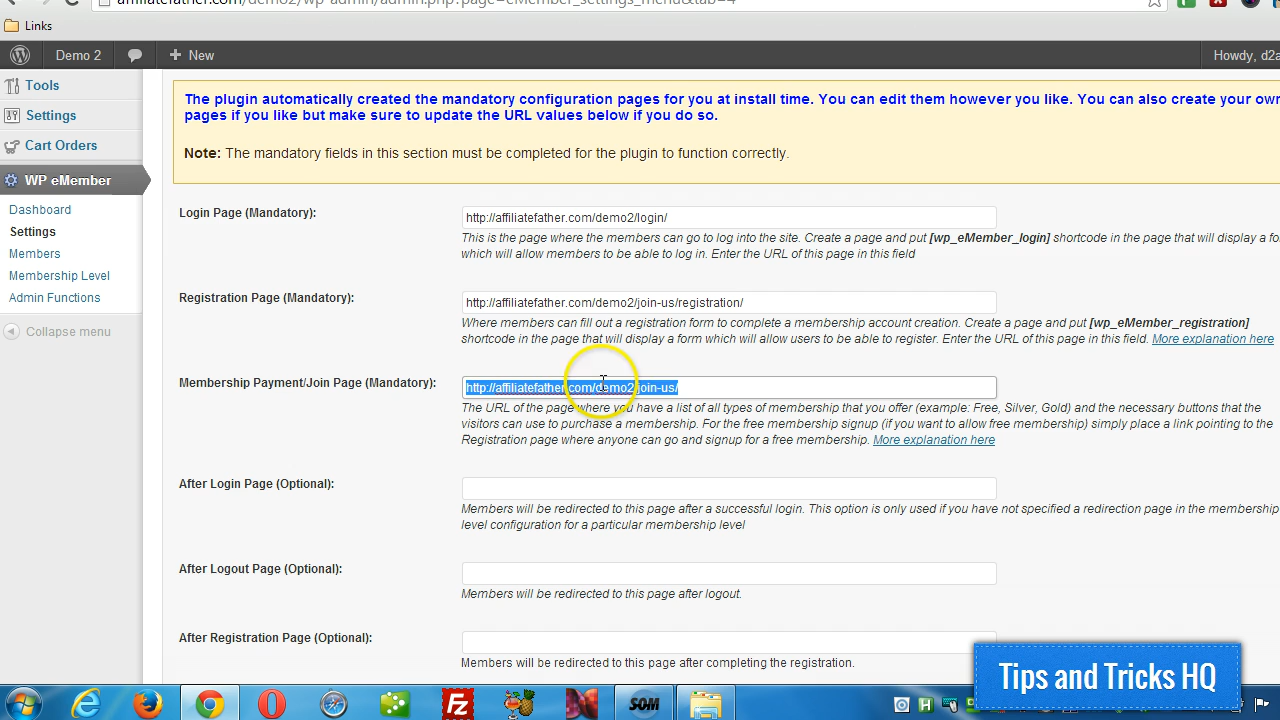 affiliatefather.com/demo2/wp-admin/admin.php?page=eMember_settings_menu&tab=4
Links
Demo 2
New
Howdy, d2a
Tools
Settings
Cart Orders
WP eMember
Dashboard
Settings
Members
Membership Level
Admin Functions
Collapse menu
The plugin automatically created the mandatory configuration pages for you at install time. You can edit them however you like. You can also create your own
pages if you like but make sure to update the URL values below if you do so.
Note: The mandatory fields in this section must be completed for the plugin to function correctly.
Login Page (Mandatory):
http://affiliatefather.com/demo2/login/
This is the page where the members can go to log into the site. Create a page and put [wp_eMember_login] shortcode in the page that will display a fo
which will allow members to be able to log in. Enter the URL of this page in this field
Registration Page (Mandatory):
http://affiliatefather.com/demo2/join-us/registration/
Where members can fill out a registration form to complete a membership account creation. Create a page and put [wp_eMember_registration]
shortcode in the page that will display a form which will allow users to be able to register. Enter the URL of this page in this field. More explanation here
Membership Payment/Join Page (Mandatory):
http://affiliatefather.com/demo2/join-us/
The URL of the page where you have a list of all types of membership that you offer (example: Free, Silver, Gold) and the necessary buttons that the
visitors can use to purchase a membership. For the free membership signup (if you want to allow free membership) simply place a link pointing to the
Registration page where anyone can go and signup for a free membership. More explanation here
After Login Page (Optional):
Members will be redirected to this page after a successful login. This option is only used if you have not specified a redirection page in the membership
level configuration for a particular membership level
After Logout Page (Optional):
Members will be redirected to this page after logout.
After Registration Page (Optional):
Members will be redirected to this page after completing the registration.
Tips and Tricks HQ
SOM